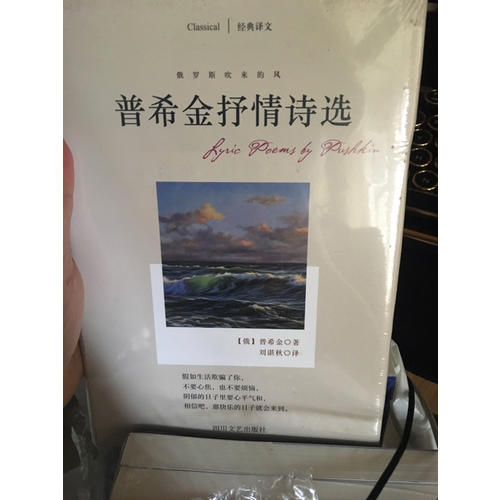 Classical | 经典译文
俄罗斯吹来的风
普希金抒情诗选
Lyric Poems by Pushkin
【俄】普希金◎著
刘湛秋◎译
假如生活欺骗了你，
不要心焦，也不要烦恼，
阴郁的日子里要心平气和，
相信吧，那快乐的日子就会来到。
四川文艺出版社